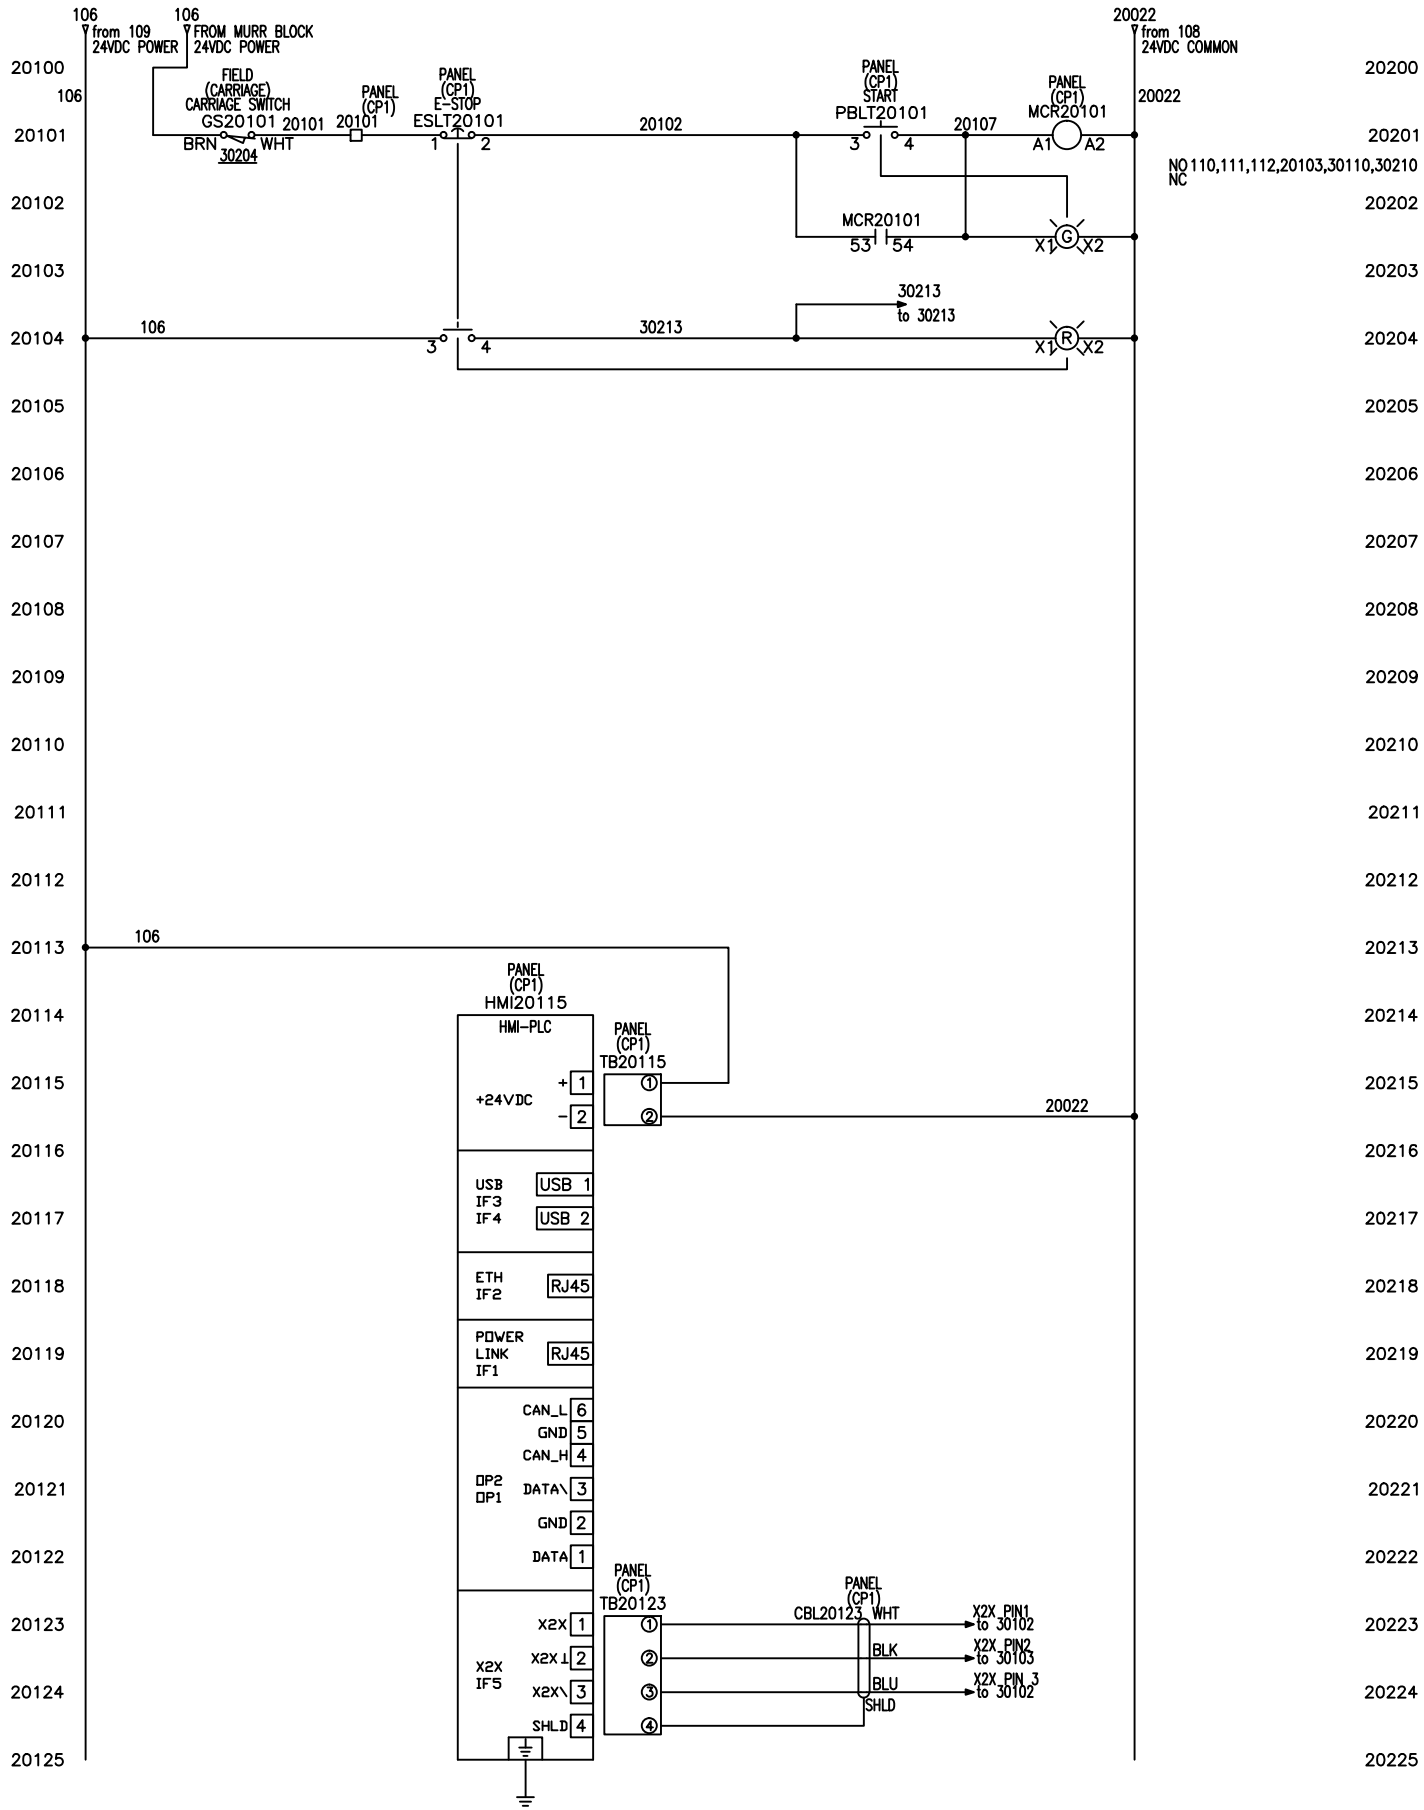 106
from 109
24VDC POWER
106
FROM MURR BLOCK
24VDC POWER
20022
from 108
24VDC COMMON
20100
20200
106
20022
FIELD
(CARRIAGE)
CARRIAGE SWITCH
GS20101
BRN
WHT
30204
20101
PANEL
(CP1)
20101
PANEL
(CP1)
E-STOP
ESLT20101
1
2
20102
PANEL
(CP1)
START
PBLT20101
3
4
20107
PANEL
(CP1)
MCR20101
A1
A2
20101
20201
NO 110,111,112,20103,30110,30210
NC
20102
20202
MCR20101
53
54
X1
G
X2
20103
20203
30213
to 30213
20104
106
3
4
30213
X1
R
X2
20204
20105
20205
20106
20206
20107
20207
20108
20208
20109
20209
20110
20210
20111
20211
20112
20212
20113
106
20213
PANEL
(CP1)
HMI20115
20114
HMI-PLC
20214
PANEL
(CP1)
TB20115
20115
+ 1
1
20215
+24VDC
- 2
2
20022
20116
20216
USB
IF3
IF4
USB 1
USB 2
20117
20217
20118
ETH
IF2
RJ45
20218
20119
POWER
LINK
IF1
RJ45
20219
20120
20220
CAN_L 6
GND 5
CAN_H 4
20121
OP2
OP1
DATA\ 3
20221
GND 2
20122
DATA 1
20222
PANEL
(CP1)
TB20123
PANEL
(CP1)
CBL20123
20123
X2X 1
1
WHT
X2X PIN1
to 30102
20223
X2X⊥ 2
2
BLK
X2X PIN2
to 30103
X2X
IF5
20124
X2X\ 3
3
BLU
X2X PIN 3
to 30102
20224
SHLD
SHLD 4
4
20125
20225